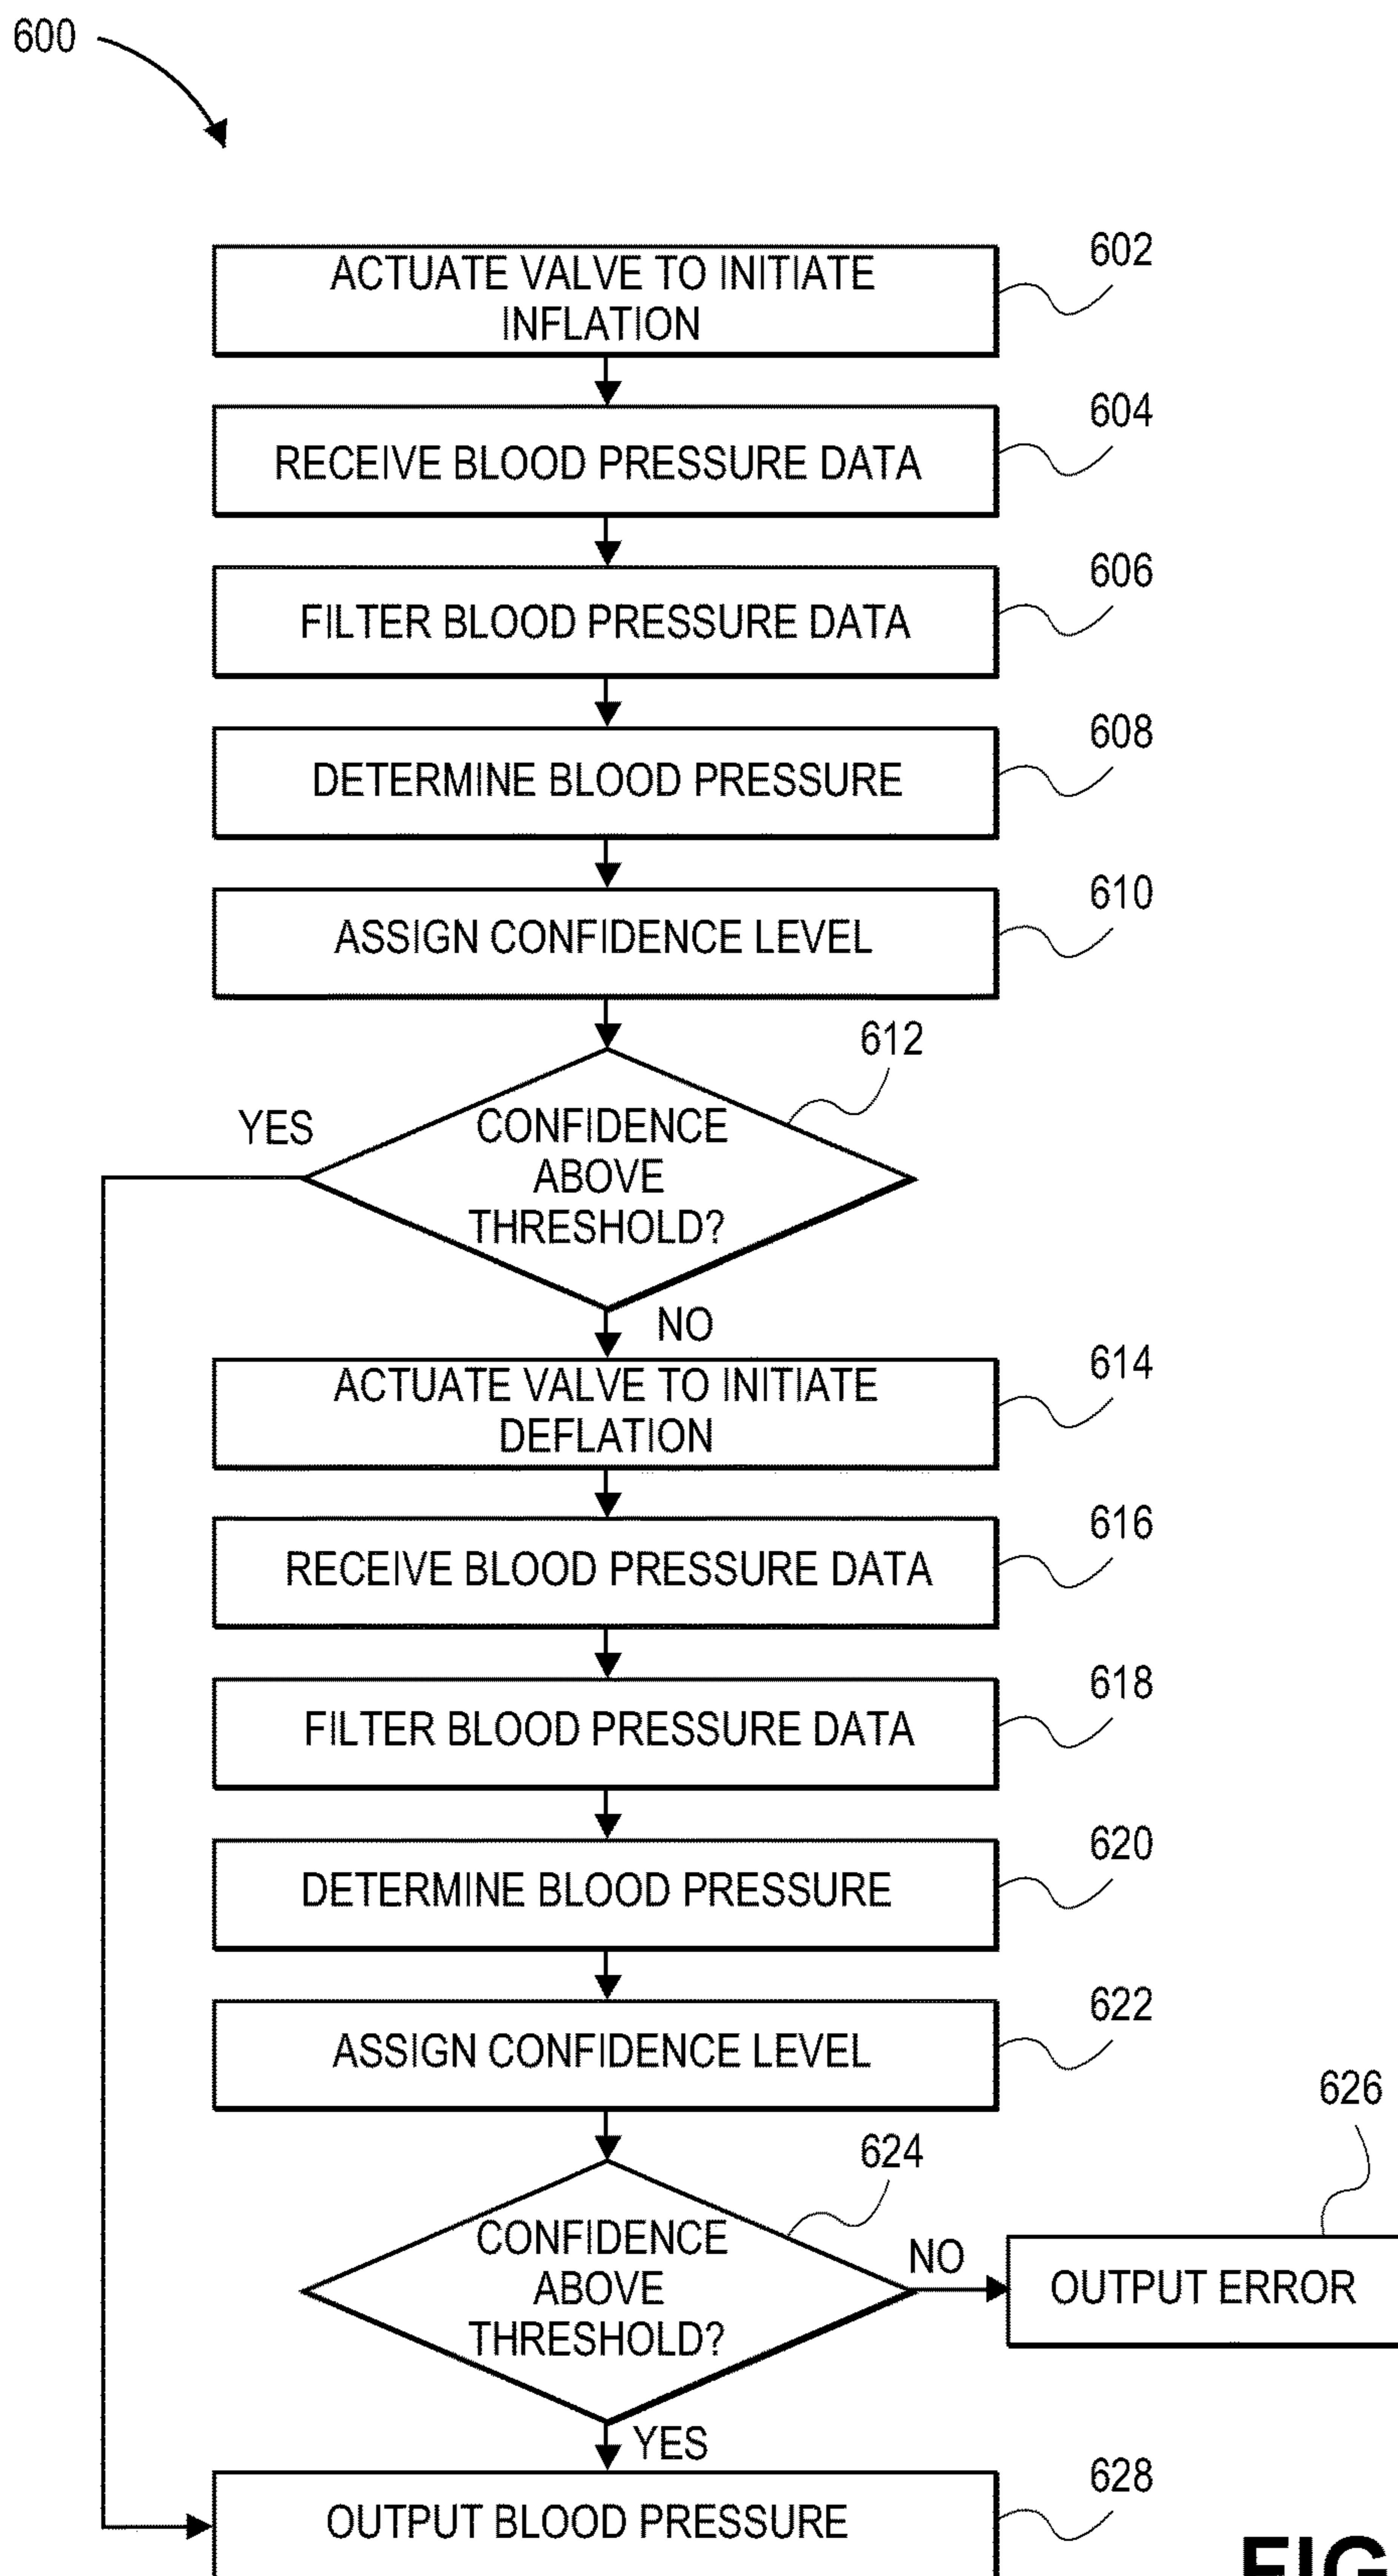 600
ACTUATE VALVE TO INITIATE
INFLATION
602
RECEIVE BLOOD PRESSURE DATA
604
FILTER BLOOD PRESSURE DATA
606
DETERMINE BLOOD PRESSURE
608
ASSIGN CONFIDENCE LEVEL
610
612
YES
CONFIDENCE
ABOVE
THRESHOLD?
NO
ACTUATE VALVE TO INITIATE
DEFLATION
614
RECEIVE BLOOD PRESSURE DATA
616
FILTER BLOOD PRESSURE DATA
618
DETERMINE BLOOD PRESSURE
620
ASSIGN CONFIDENCE LEVEL
622
624
626
CONFIDENCE
ABOVE
THRESHOLD?
NO
OUTPUT ERROR
YES
OUTPUT BLOOD PRESSURE
628
FIG